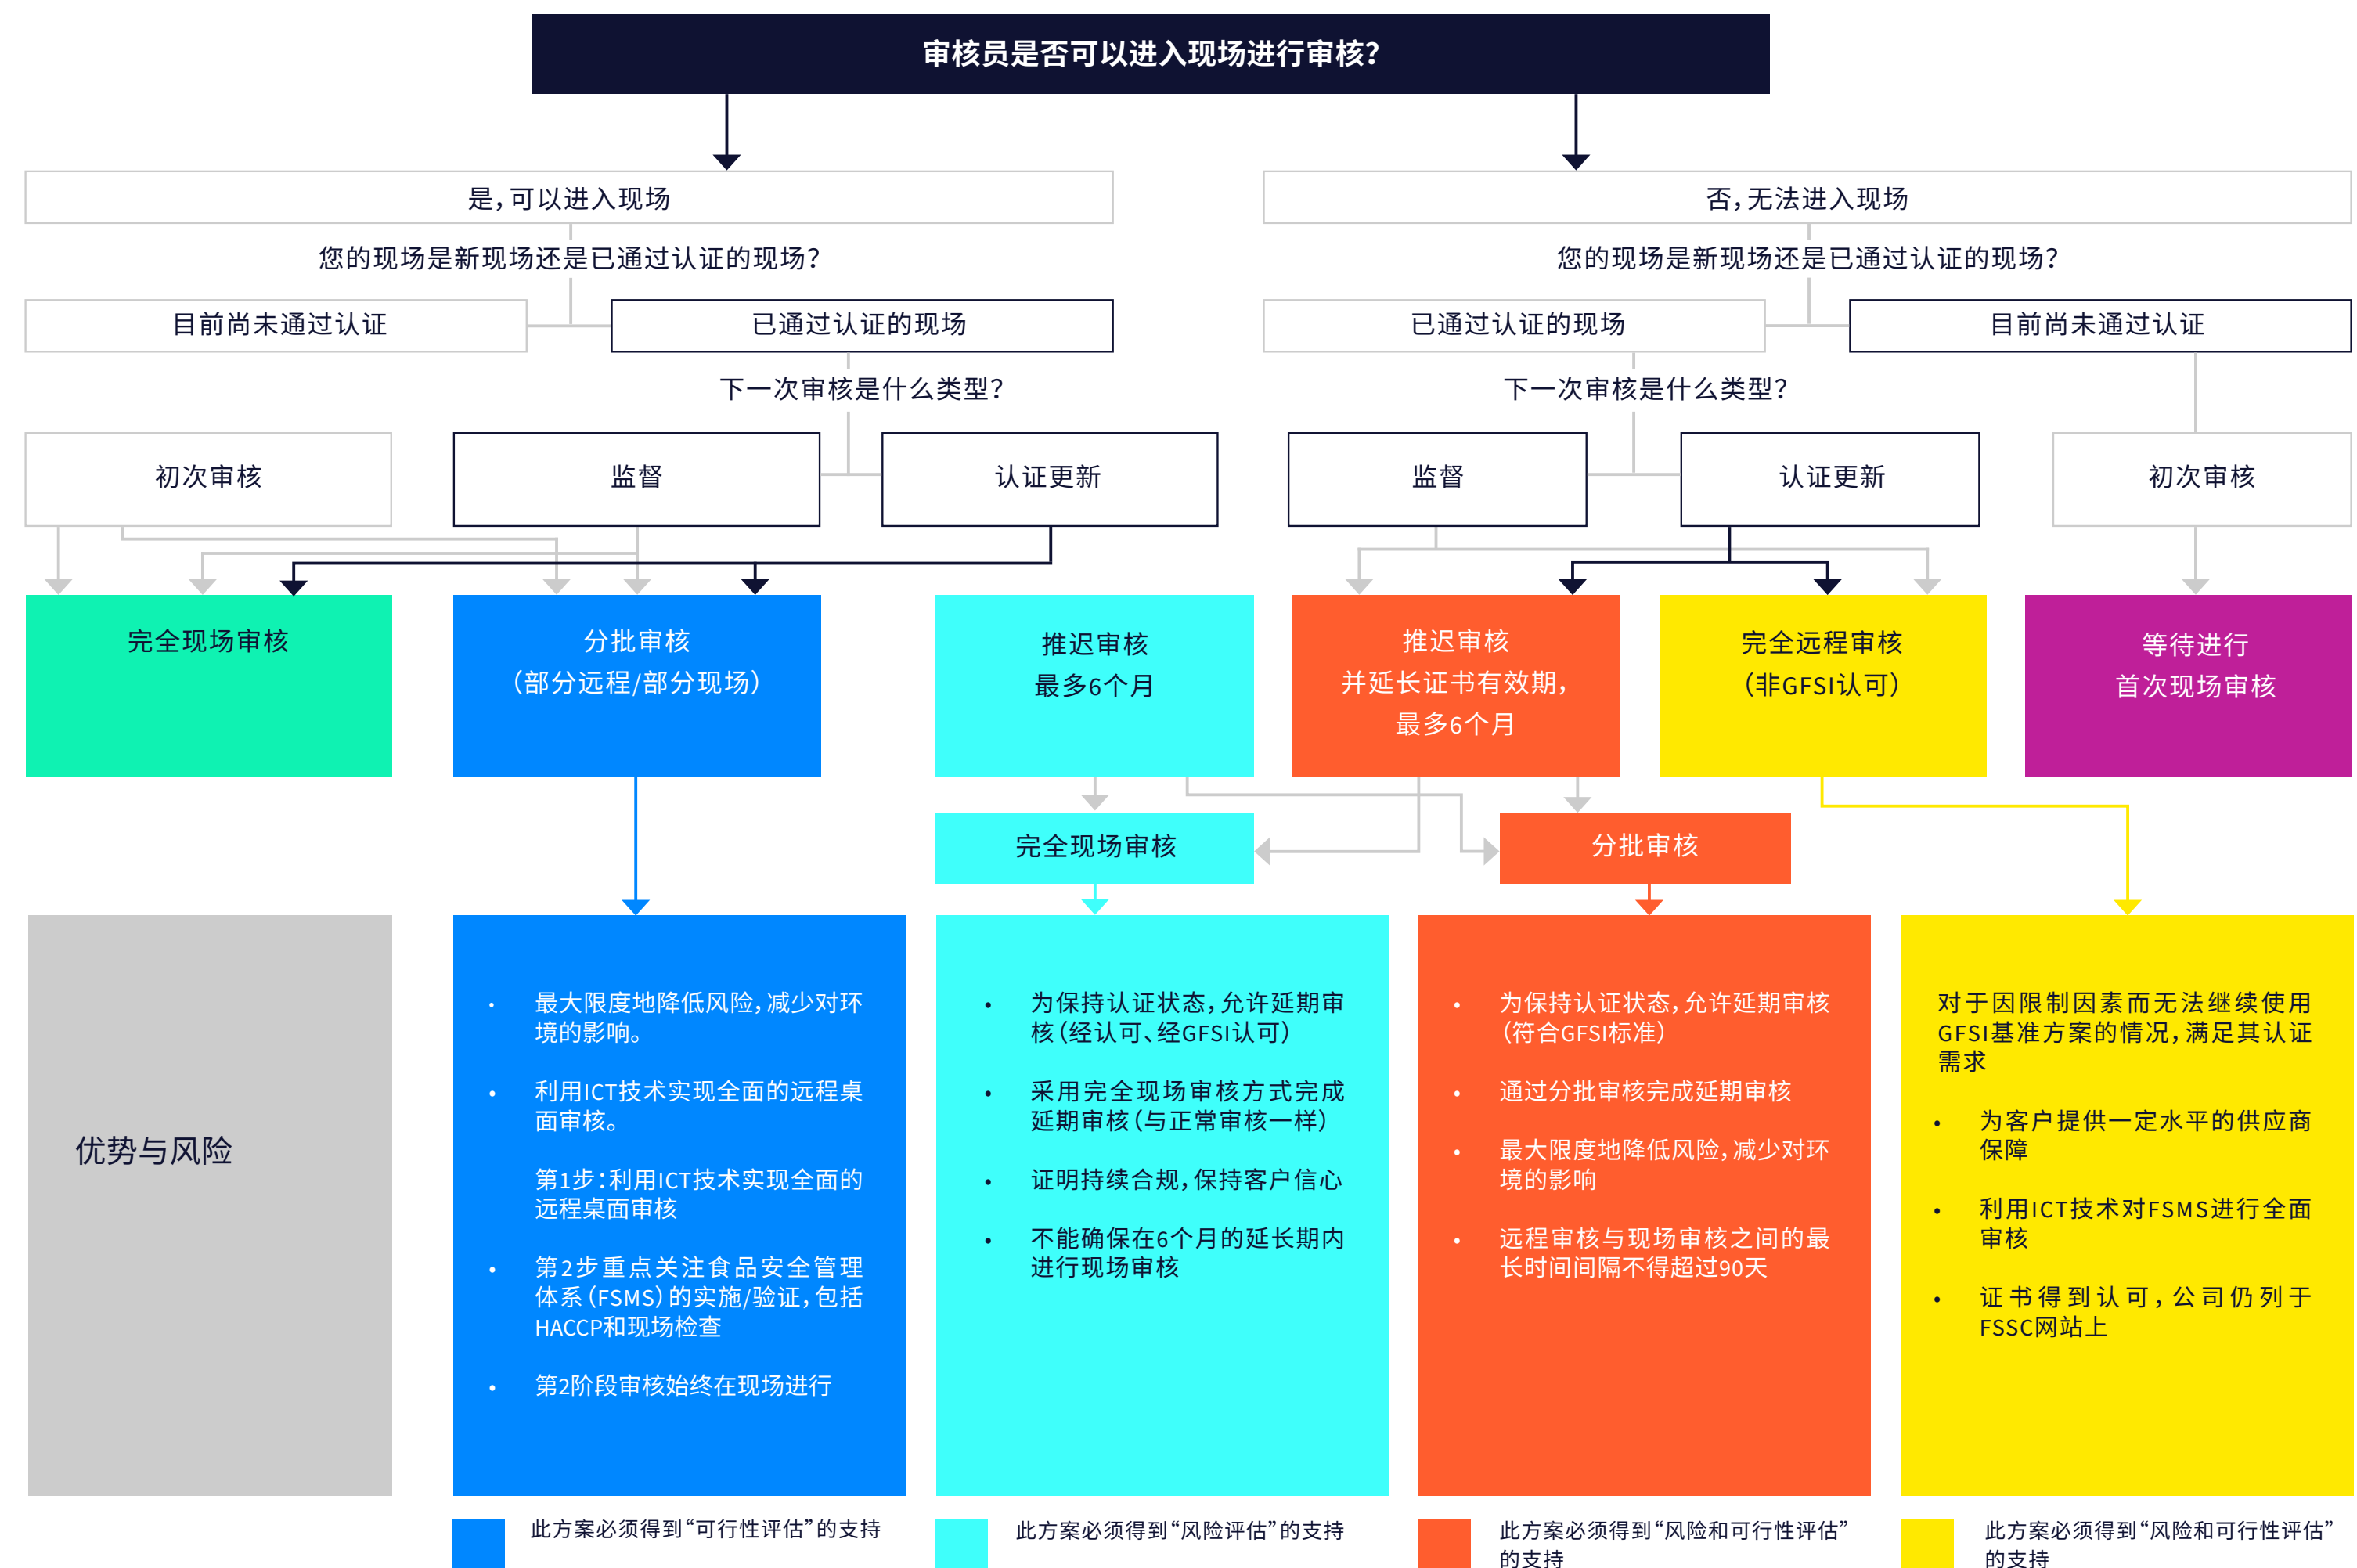 审核员是否可以进入现场进行审核？
是，可以进入现场
否，无法进入现场
您的现场是新现场还是已通过认证的现场？
您的现场是新现场还是已通过认证的现场？
目前尚未通过认证
已通过认证的现场
已通过认证的现场
目前尚未通过认证
下一次审核是什么类型？
下一次审核是什么类型？
初次审核
监督
认证更新
监督
认证更新
初次审核
完全现场审核
分批审核
（部分远程/部分现场）
推迟审核
最多6个月
推迟审核
并延长证书有效期，
最多6个月
完全远程审核
（非GFSI认可）
等待进行
首次现场审核
完全现场审核
分批审核
优势与风险
• 最大限度地降低风险，减少对环
境的影响。
• 利用ICT技术实现全面的远程桌
面审核。
第1步：利用ICT技术实现全面的
远程桌面审核
• 第2步重点关注食品安全管理
体系（FSMS）的实施/验证，包括
HACCP和现场检查
• 第2阶段审核始终在现场进行
• 为保持认证状态，允许延期审
核（经认可、经GFSI认可）
• 采用完全现场审核方式完成
延期审核（与正常审核一样）
• 证明持续合规，保持客户信心
• 不能确保在6个月的延长期内
进行现场审核
• 为保持认证状态，允许延期审核
（符合GFSI标准）
• 通过分批审核完成延期审核
• 最大限度地降低风险，减少对环
境的影响
• 远程审核与现场审核之间的最
长时间间隔不得超过90天
对于因限制因素而无法继续使用
GFSI基准方案的情况，满足其认证
需求
• 为客户提供一定水平的供应商
保障
• 利用ICT技术对FSMS进行全面
审核
• 证书得到认可，公司仍列于
FSSC网站上
此方案必须得到“可行性评估”的支持
此方案必须得到“风险评估”的支持
此方案必须得到“风险和可行性评估”
的支持
此方案必须得到“风险和可行性评估”
的支持